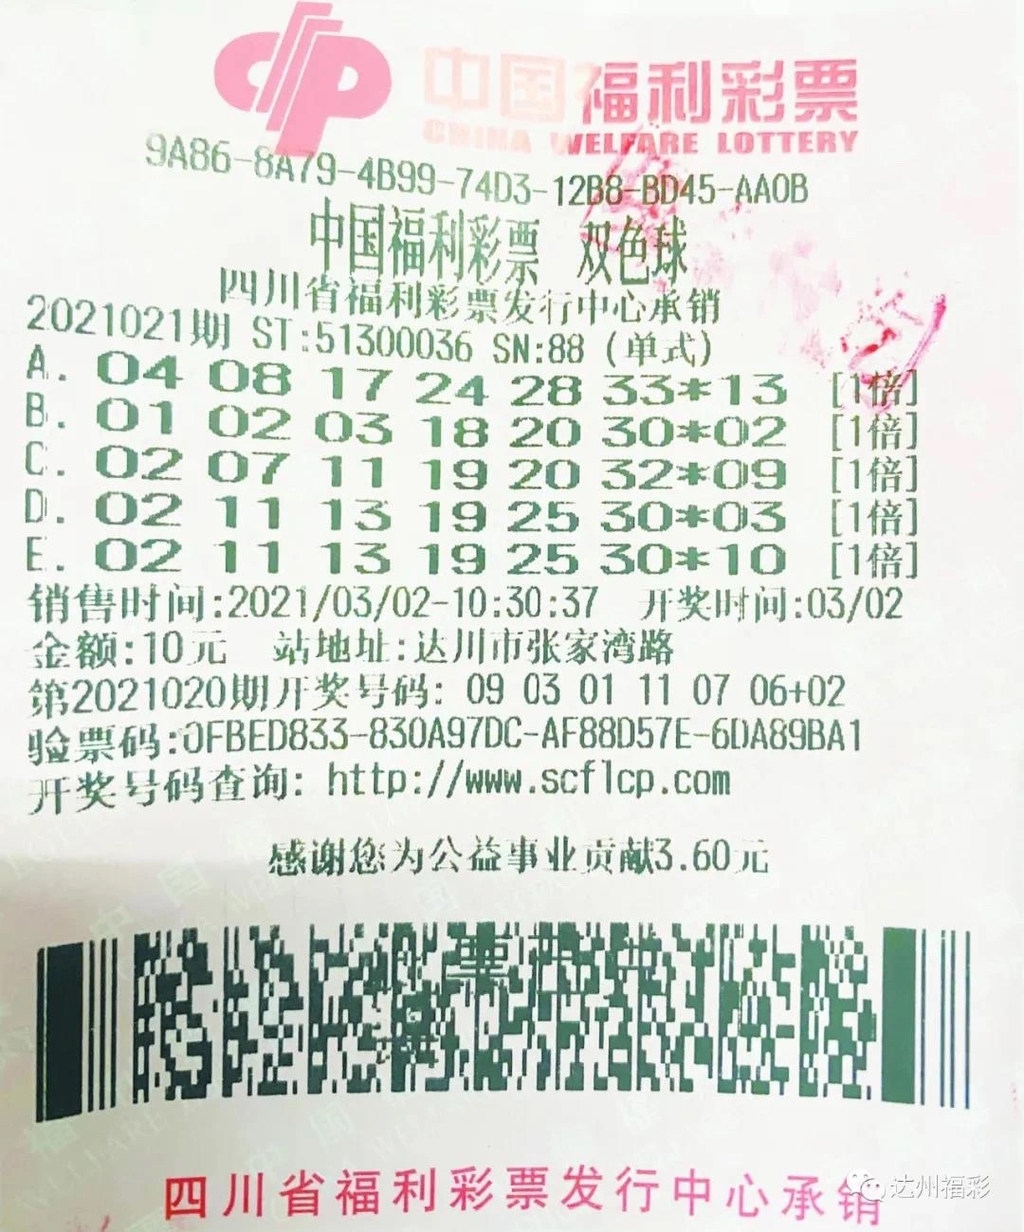 中国福利彩票
CHINA WELFARE LOTTERY
9A86-8A79-4B99-74D3-12B8-BD45-AA0B
中国福利彩票 双色球
四川省福利彩票发行中心承销
2021021期 ST:51300036 SN:88 (单式)
A. 04 08 17 24 28 33*13 [1倍]
B. 01 02 03 18 20 30*02 [1倍]
C. 02 07 11 19 20 32*09 [1倍]
D. 02 11 13 19 25 30*03 [1倍]
E. 02 11 13 19 25 30*10 [1倍]
销售时间:2021/03/02-10:30:37 开奖时间:03/02
金额:10元 站地址:达川市张家湾路
第2021020期开奖号码: 09 03 01 11 07 06+02
验票码:0FBED833-830A97DC-AF88D57E-6DA89BA1
开奖号码查询: http://www.scflcp.com
感谢您为公益事业贡献3.60元
四川省福利彩票发行中心承销
达州福彩